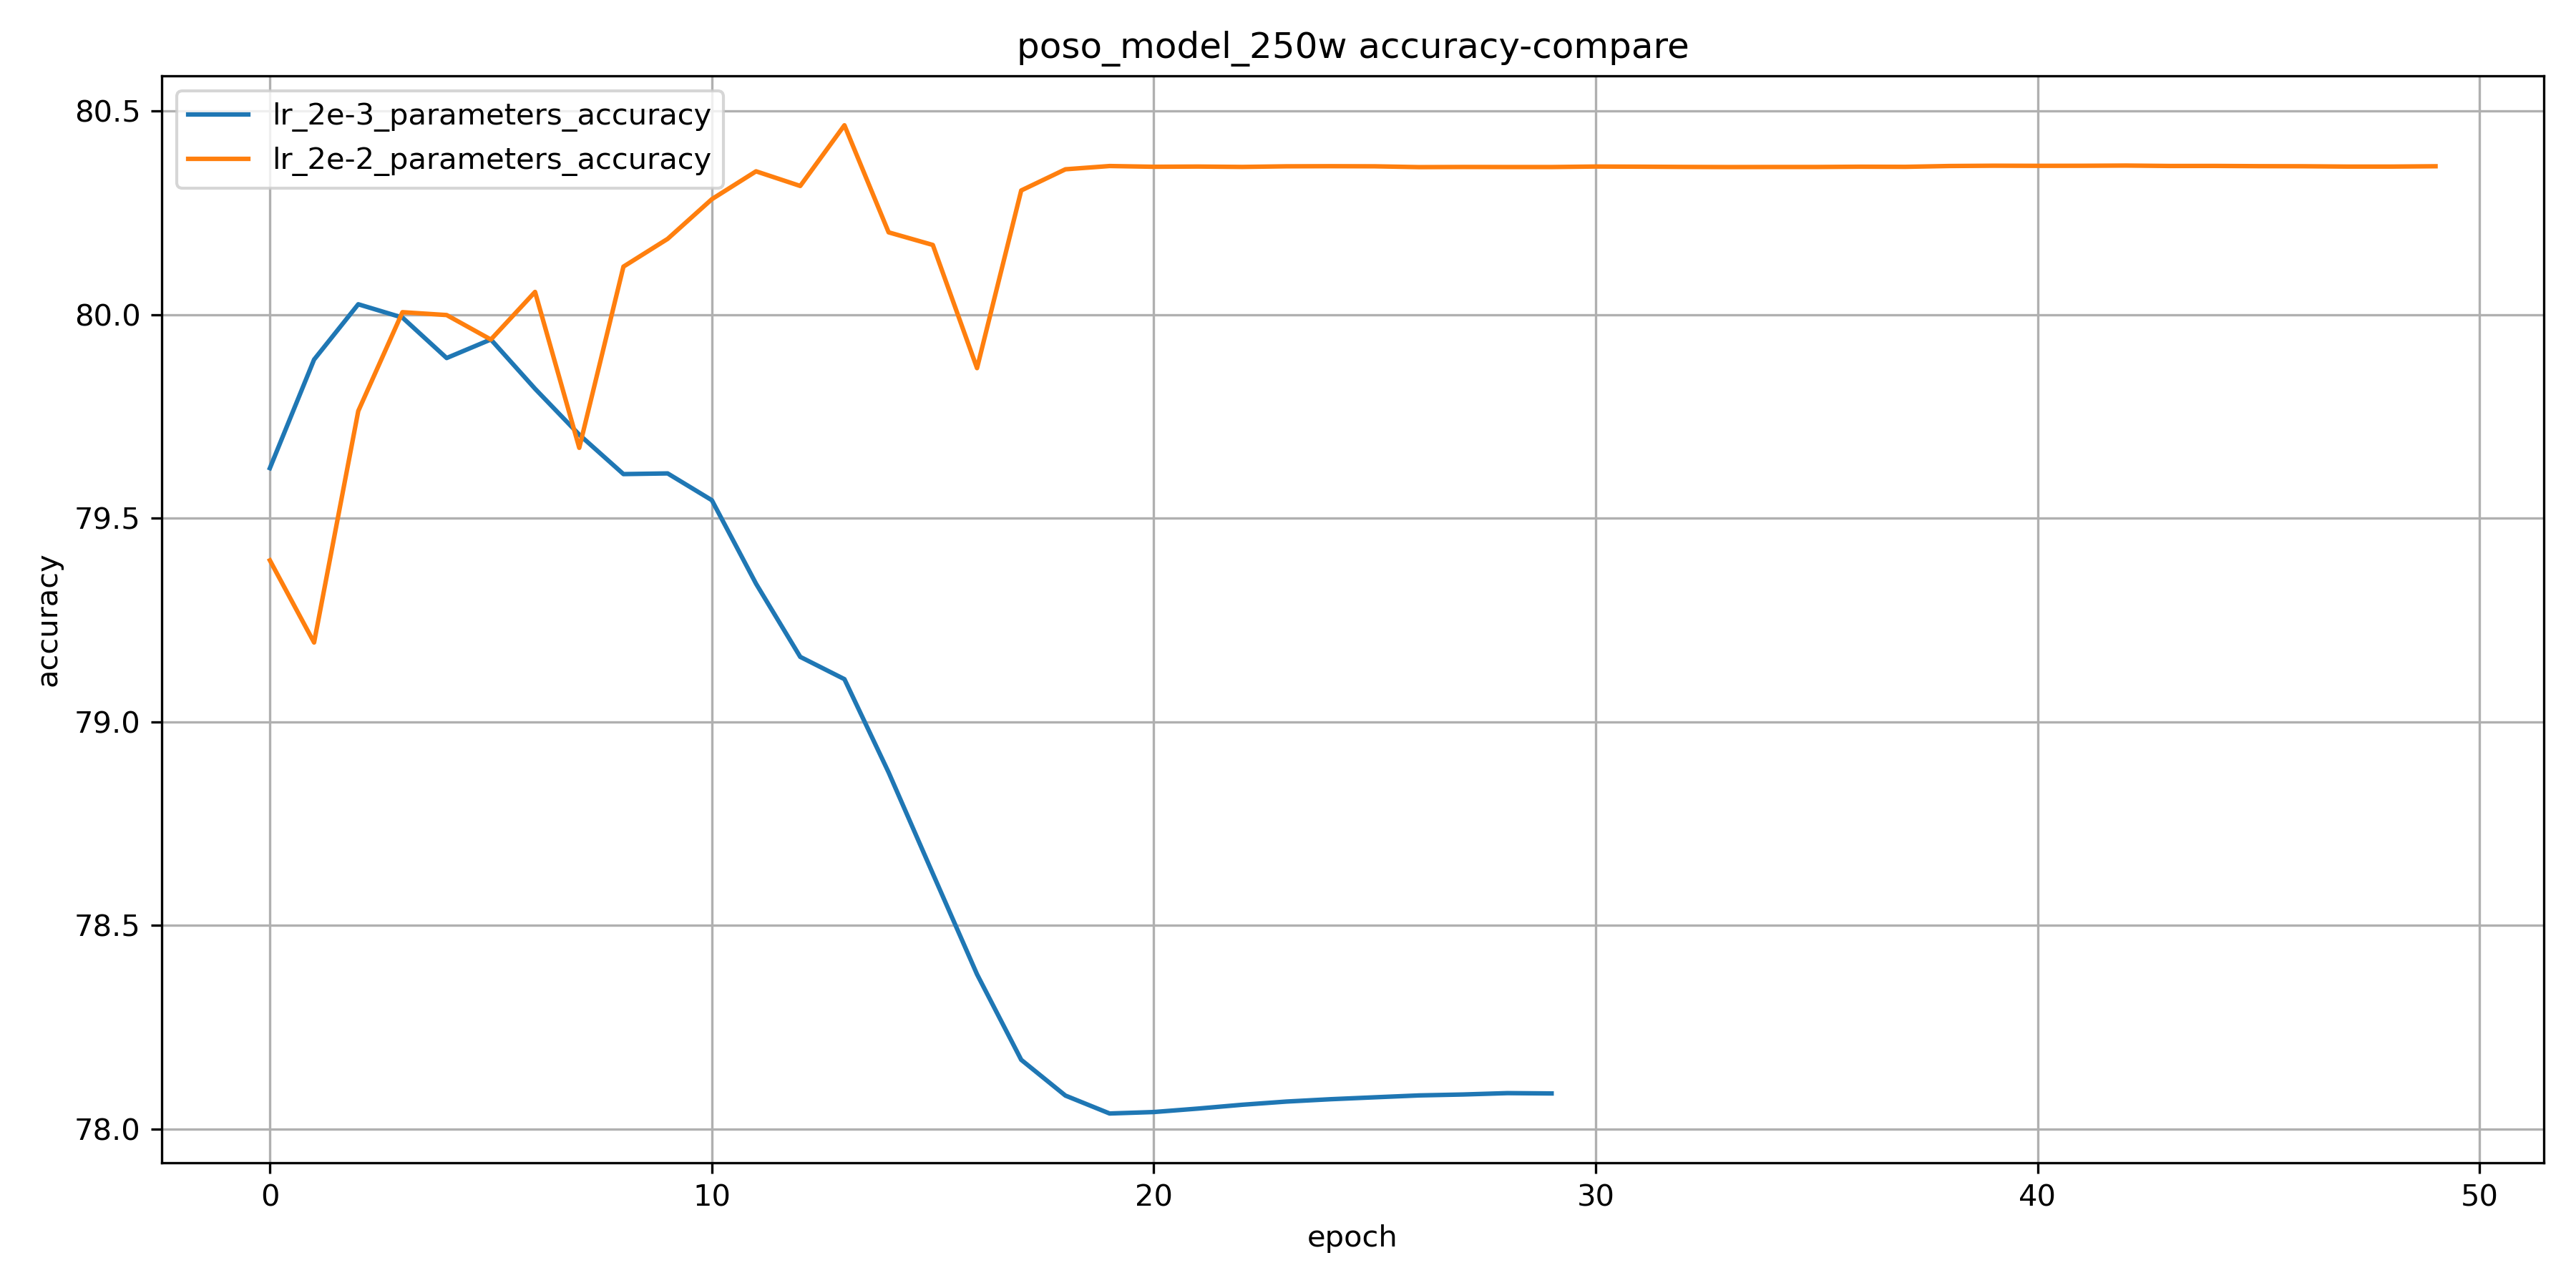 poso_model_250w accuracy-compare
lr_2e-3_parameters_accuracy
lr_2e-2_parameters_accuracy
80.5
80.0
79.5
79.0
78.5
78.0
accuracy
0 10 20 30 40 50
epoch